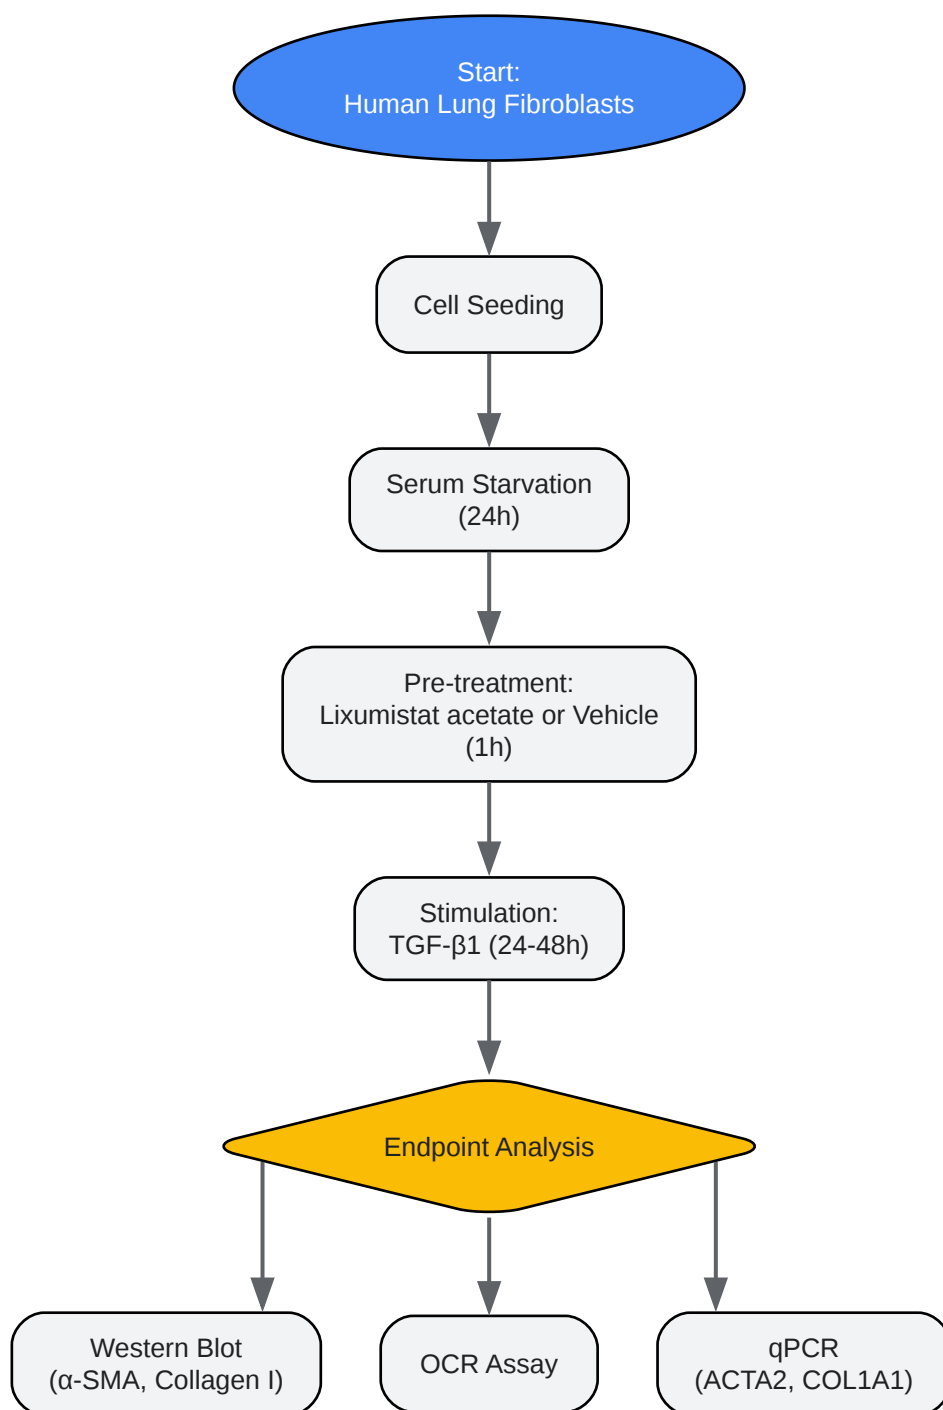 Start:
Human Lung Fibroblasts
Cell Seeding
Serum Starvation
(24h)
Pre-treatment:
Lixumistat acetate or Vehicle
(1h)
Stimulation:
TGF-β1 (24-48h)
Endpoint Analysis
Western Blot
(α-SMA, Collagen I)
OCR Assay
qPCR
(ACTA2, COL1A1)